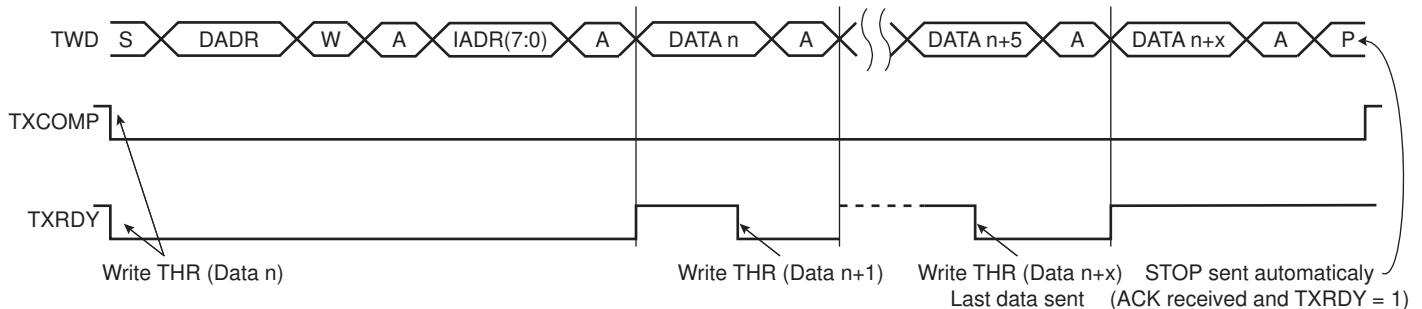 TWD S DADR W A IADR(7:0) A DATA n A DATA n+5 A DATA n+x A P
TXCOMP
TXRDY
Write THR (Data n) Write THR (Data n+1) Write THR (Data n+x) STOP sent automaticaly
Last data sent (ACK received and TXRDY = 1)